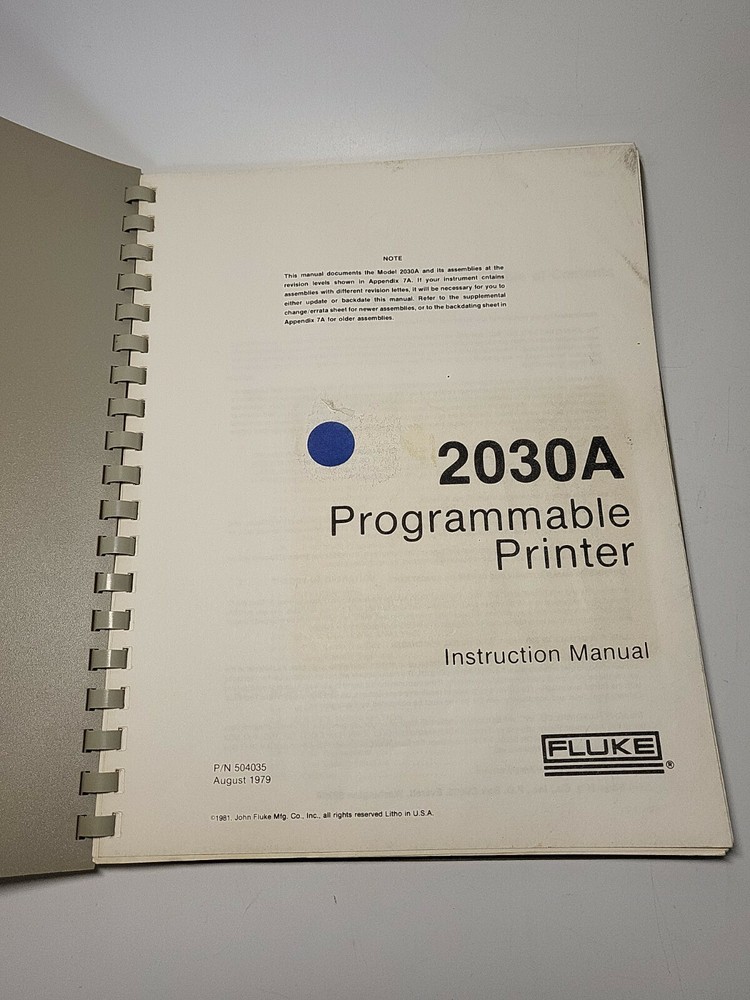 NOTE
This manual documents the Model 2030A and its assemblies at the
revision levels shown in Appendix 7A. If your instrument cntains
assemblies with different revision lettes, it will be necessary for you to
either update or backdate this manual. Refer to the supplemental
change/errata sheet for newer assemblies, or to the backdating sheet in
Appendix 7A for older assemblies.
2030A
Programmable
Printer
Instruction Manual
FLUKE
®
P/N 504035
August 1979
©1981, John Fluke Mfg. Co., Inc., all rights reserved Litho in U.S.A.